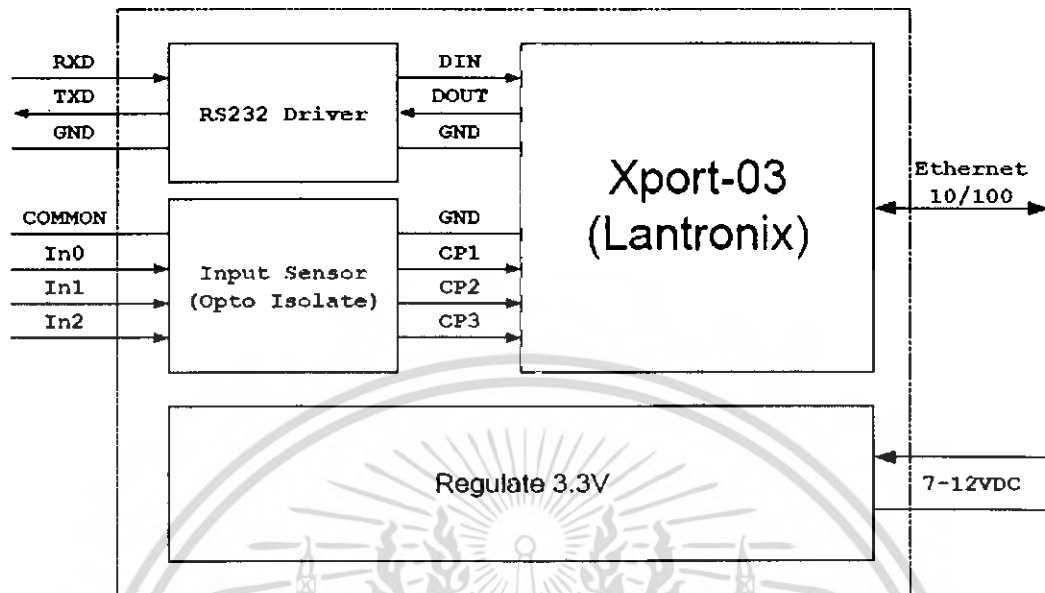 RXD
TXD
GND
RS232 Driver
DIN
DOUT
GND
Xport-03
(Lantronix)
Ethernet
10/100
COMMON
In0
In1
In2
Input Sensor
(Opto Isolate)
GND
CP1
CP2
CP3
Regulate 3.3V
7-12VDC